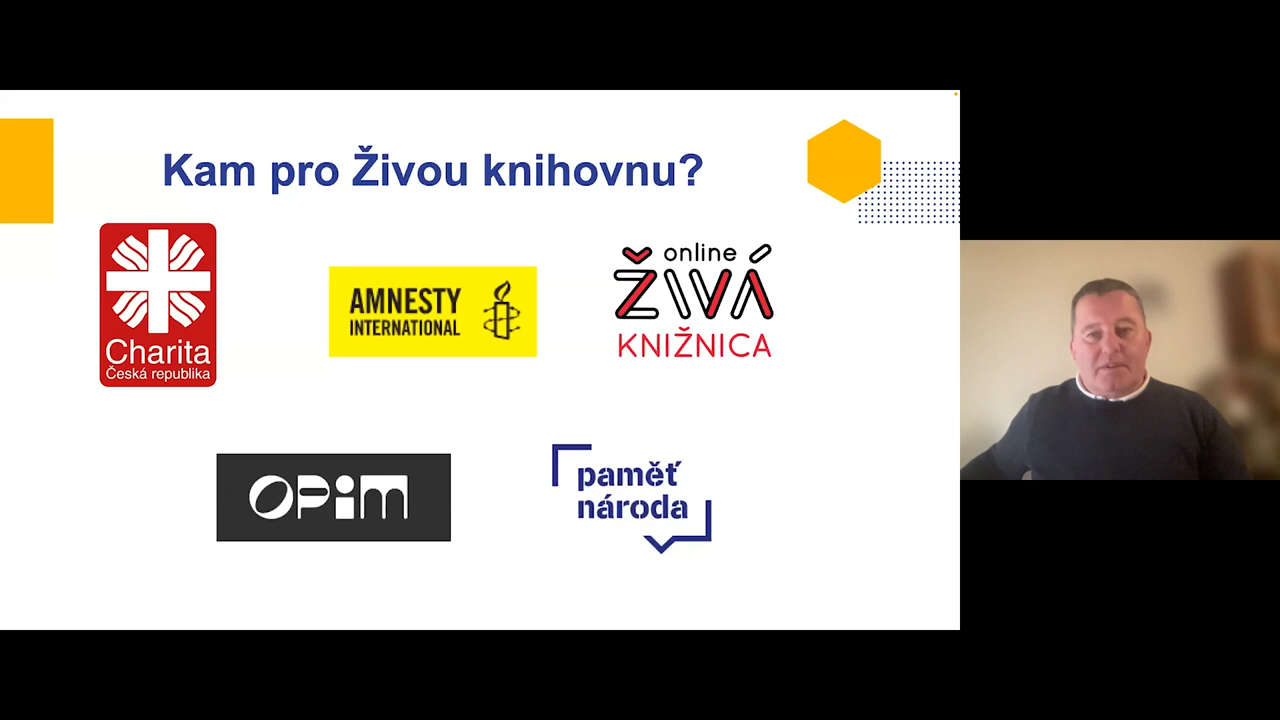 Kam pro Živou knihovnu?
Charita
Česká republika
AMNESTY
INTERNATIONAL
online
ŽIVÁ
KNIŽNICA
OPiM
paměť
národa